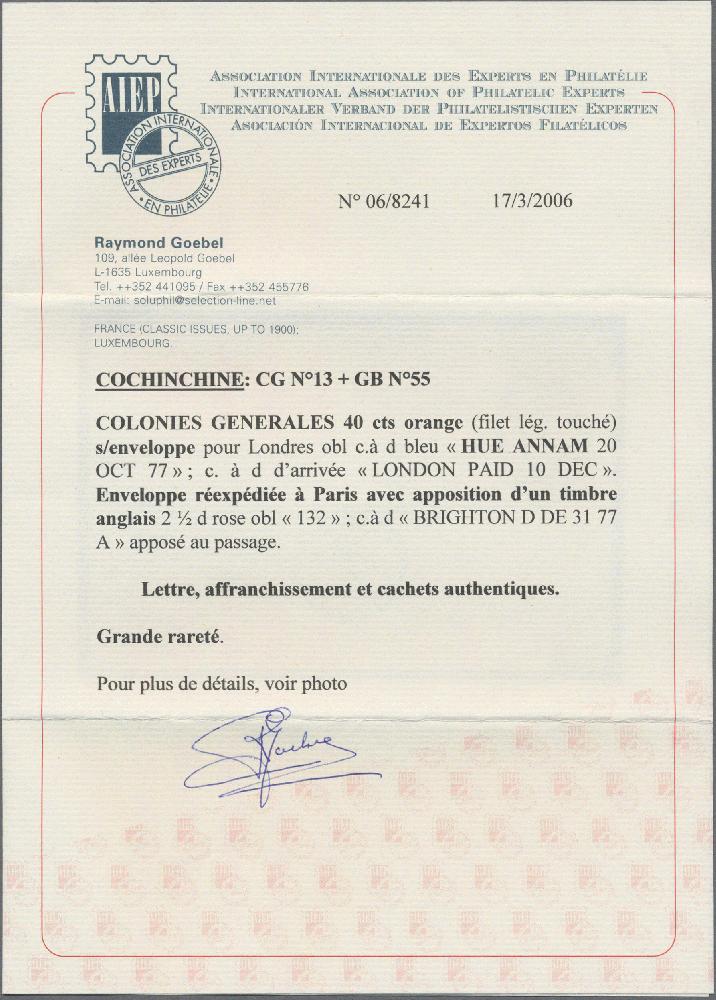 AIEP
ASSOCIATION INTERNATIONALE DES EXPERTS EN PHILATÉLIE
INTERNATIONAL ASSOCIATION OF PHILATELIC EXPERTS
INTERNATIONALER VERBAND DER PHILATELISTISCHEN EXPERTEN
ASOCIACIÓN INTERNACIONAL DE EXPERTOS FILATÉLICOS
ASSOCIATION INTERNATIONALE
DES EXPERTS
• EN PHILATÉLIE •
N° 06/8241 17/3/2006
Raymond Goebel
109, allée Leopold Goebel
L-1635 Luxembourg
Tel. ++352 441095 / Fax ++352 455776
E-mail: soluphil@selection-line.net
FRANCE (CLASSIC ISSUES, UP TO 1900);
LUXEMBOURG.
COCHINCHINE: CG N°13 + GB N°55
COLONIES GENERALES 40 cts orange (filet lég. touché)
s/enveloppe pour Londres obl c.à d bleu « HUE ANNAM 20
OCT 77 » ; c. à d d’arrivée « LONDON PAID 10 DEC ».
Enveloppe réexpédiée à Paris avec apposition d’un timbre
anglais 2 ½ d rose obl « 132 » ; c.à d « BRIGHTON D DE 31 77
A » apposé au passage.
Lettre, affranchissement et cachets authentiques.
Grande rareté.
Pour plus de détails, voir photo